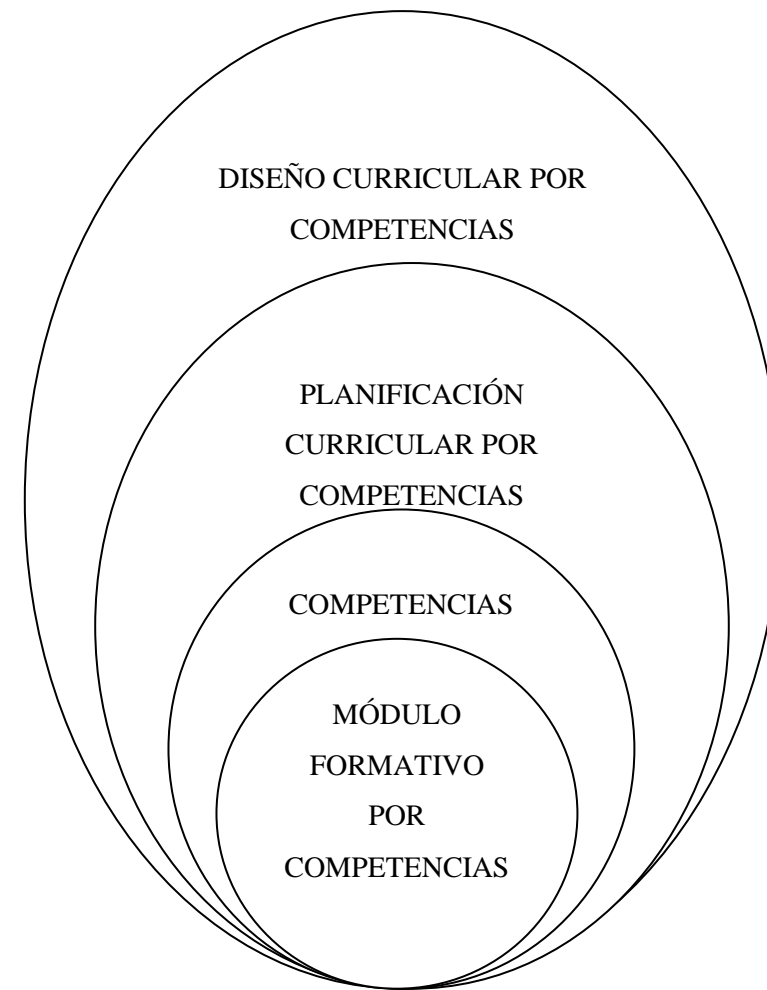 DISEÑO CURRICULAR POR
COMPETENCIAS
PLANIFICACIÓN
CURRICULAR POR
COMPETENCIAS
COMPETENCIAS
MÓDULO
FORMATIVO
POR
COMPETENCIAS